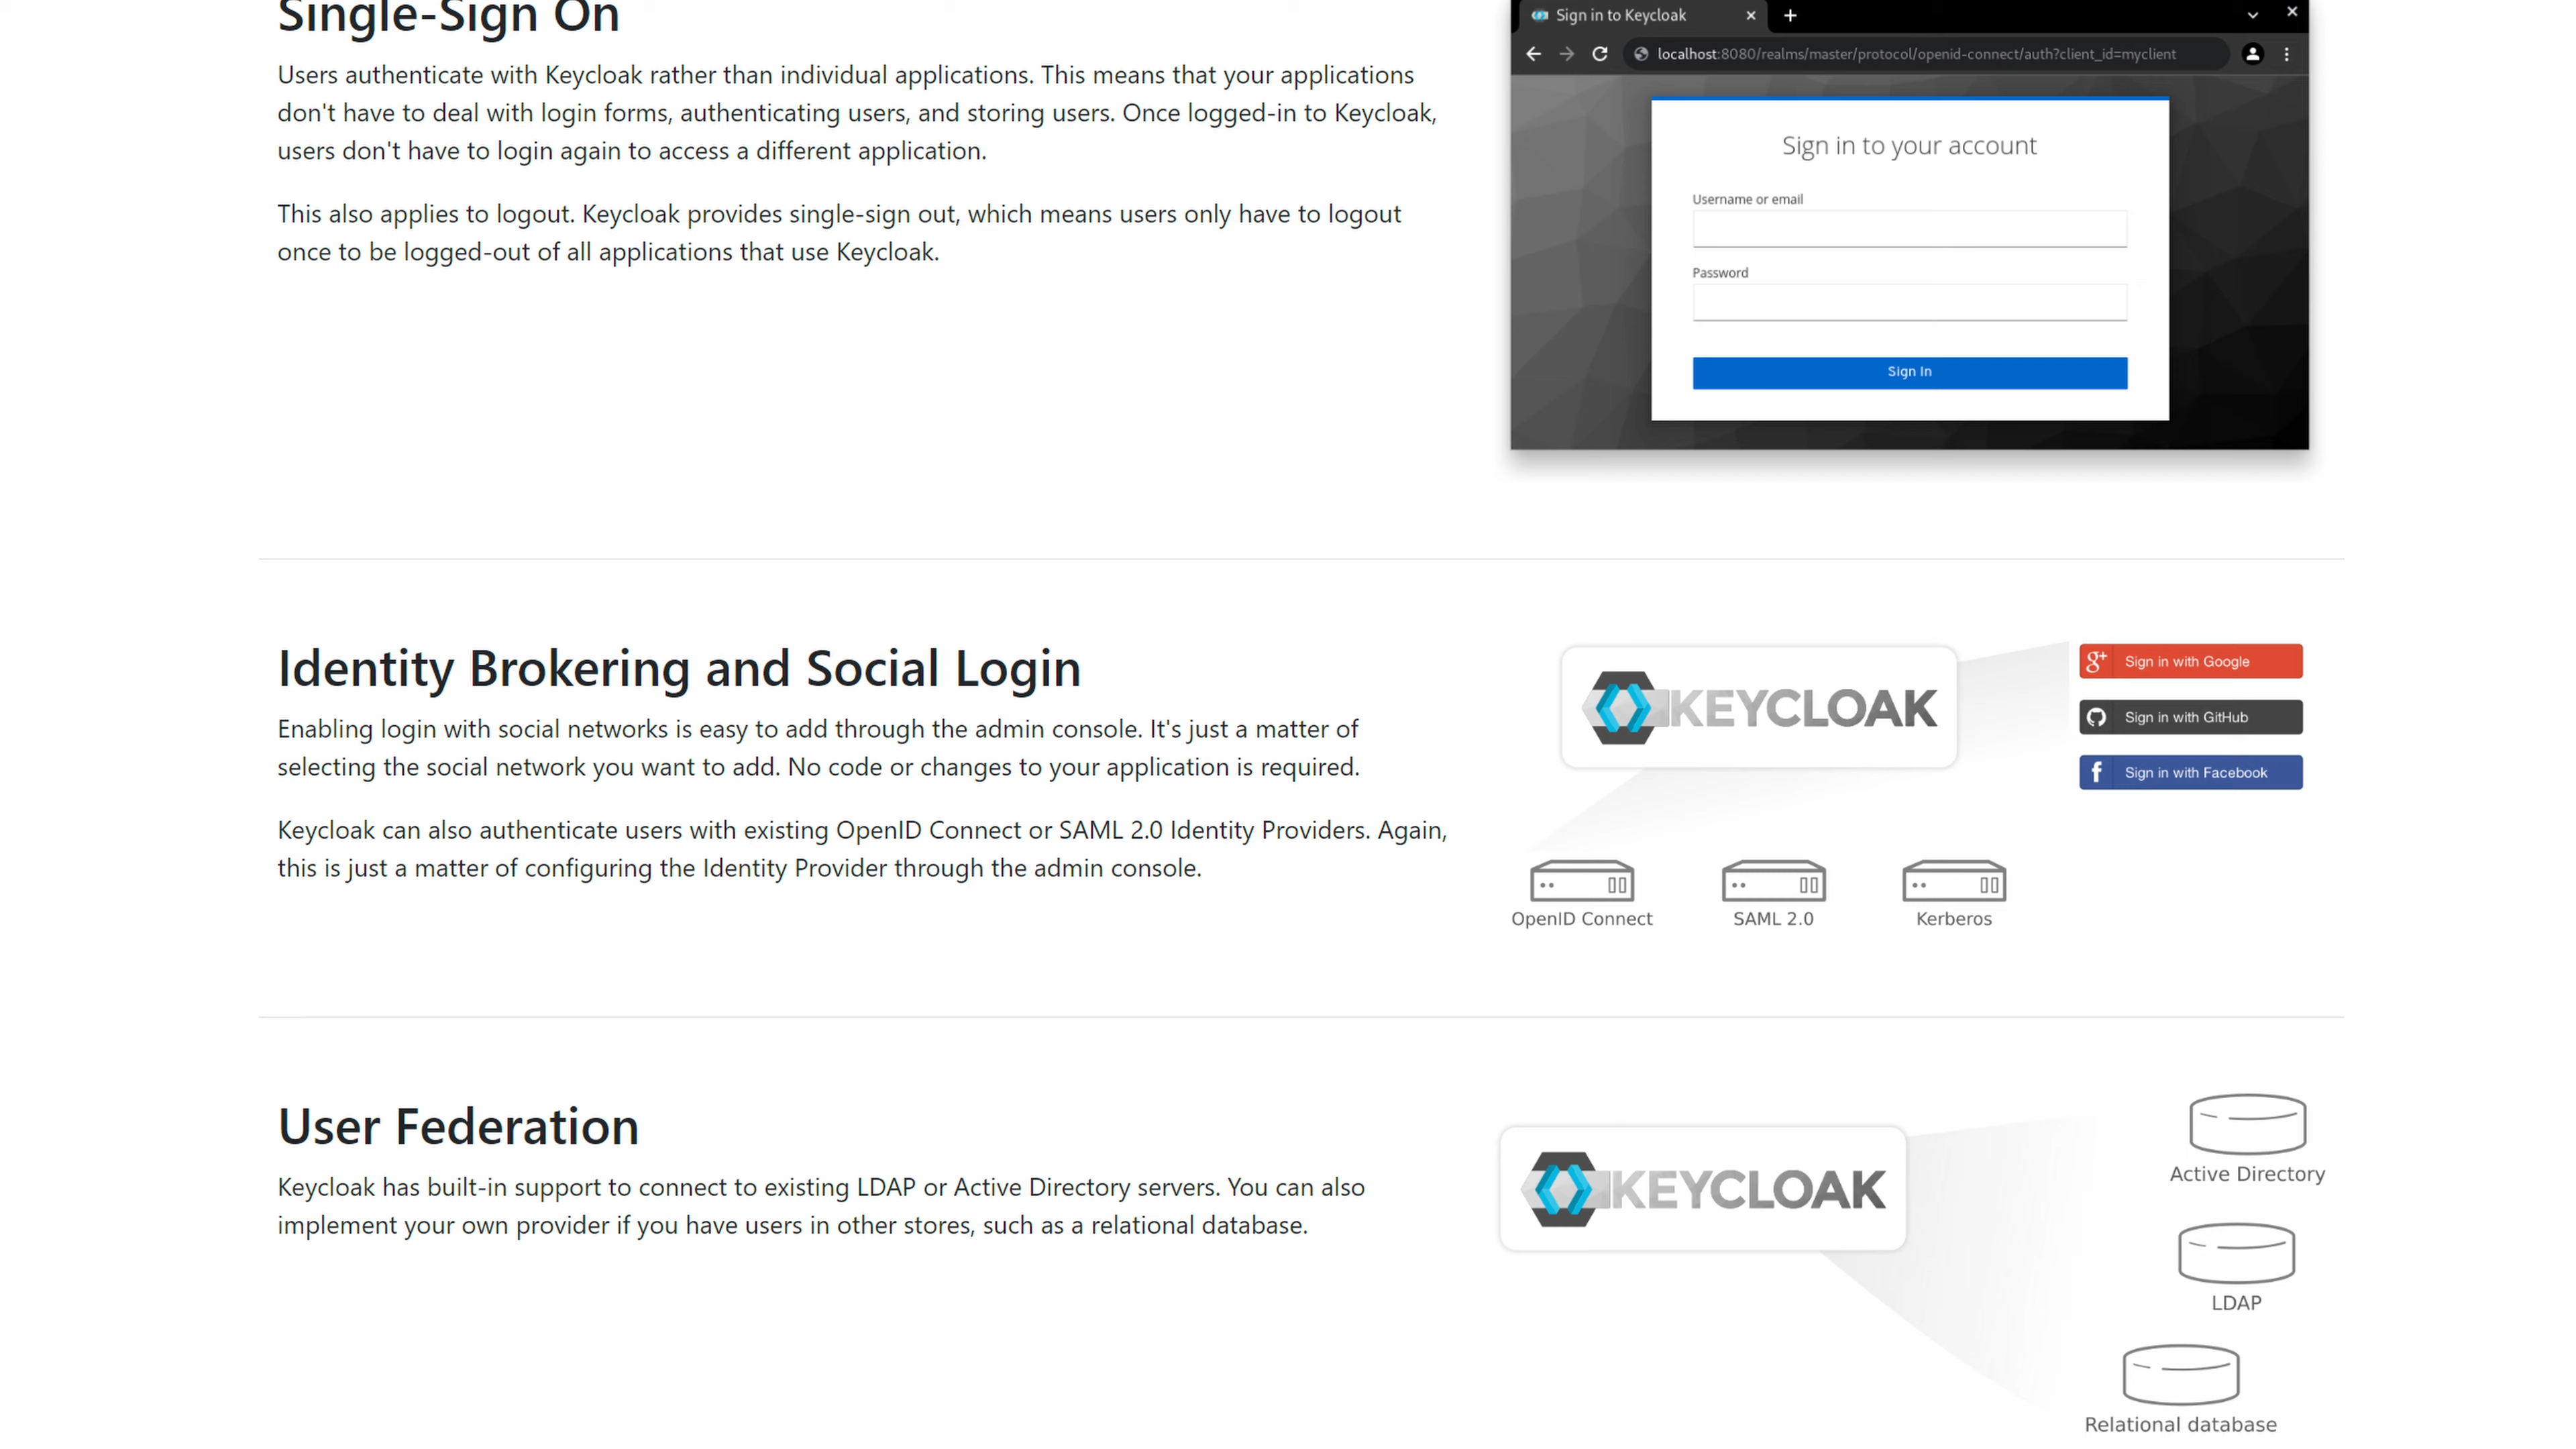 Single-Sign On
Users authenticate with Keycloak rather than individual applications. This means that your applications
don't have to deal with login forms, authenticating users, and storing users. Once logged-in to Keycloak,
users don't have to login again to access a different application.
This also applies to logout. Keycloak provides single-sign out, which means users only have to logout
once to be logged-out of all applications that use Keycloak.
Sign in to Keycloak
localhost:8080/realms/master/protocol/openid-connect/auth?client_id=myclient
Sign in to your account
Username or email
Password
Sign In
Identity Brokering and Social Login
Enabling login with social networks is easy to add through the admin console. It's just a matter of
selecting the social network you want to add. No code or changes to your application is required.
Keycloak can also authenticate users with existing OpenID Connect or SAML 2.0 Identity Providers. Again,
this is just a matter of configuring the Identity Provider through the admin console.
KEYCLOAK
g+ Sign in with Google
Sign in with GitHub
f Sign in with Facebook
OpenID Connect
SAML 2.0
Kerberos
User Federation
Keycloak has built-in support to connect to existing LDAP or Active Directory servers. You can also
implement your own provider if you have users in other stores, such as a relational database.
KEYCLOAK
Active Directory
LDAP
Relational database